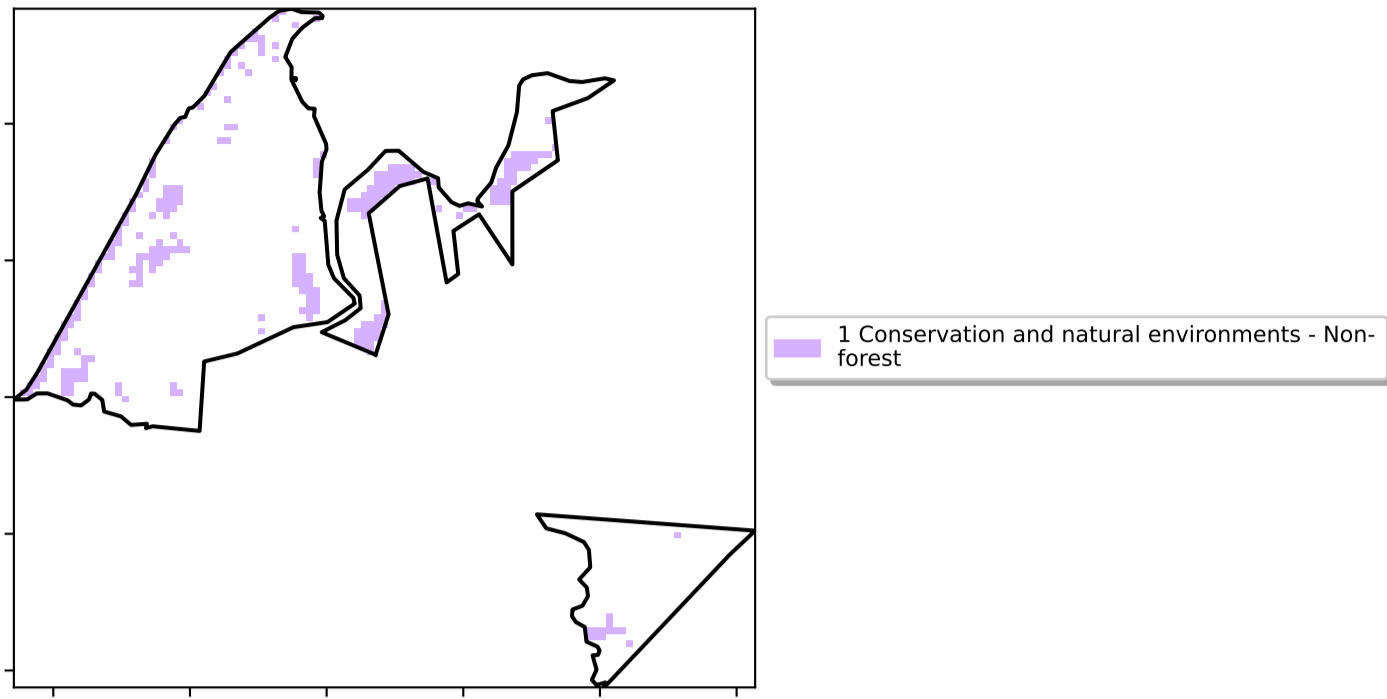 1 Conservation and natural environments - Non-
forest